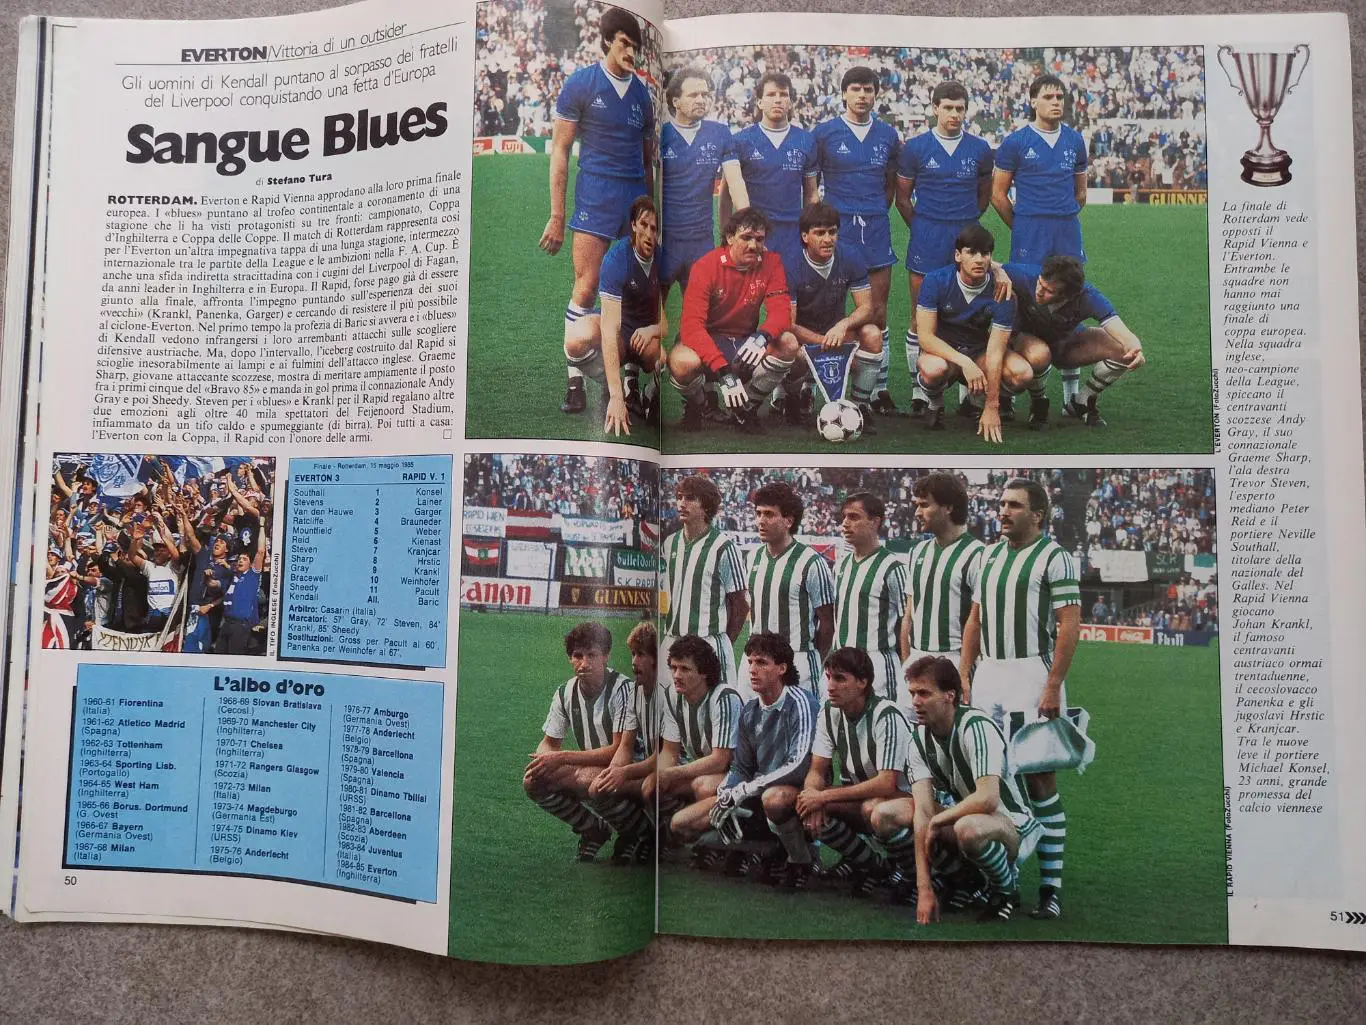 EVERTON/Vittoria di un outsider
Gli uomini di Kendall puntano al sorpasso dei fratelli
del Liverpool conquistando una fetta d'Europa
Sangue Blues
di Stefano Tura
ROTTERDAM. Everton e Rapid Vienna approdano alla loro prima finale
europea. I «blues» puntano al trofeo continentale a coronamento di una
stagione che li ha visti protagonisti su tre fronti: campionato, Coppa
d'Inghilterra e Coppa delle Coppe. Il match di Rotterdam rappresenta così
per l'Everton un'altra impegnativa tappa di una lunga stagione, intermezzo
internazionale tra le partite della League e le ambizioni nella F. A. Cup. È
anche una sfida indiretta stracittadina con i cugini del Liverpool di Fagan,
da anni leader in Inghilterra e in Europa. Il Rapid, forse pago già di essere
giunto alla finale, affronta l'impegno puntando sull'esperienza dei suoi
«vecchi» (Krankl, Panenka, Garger) e cercando di resistere il più possibile
al ciclone-Everton. Nel primo tempo la profezia di Baric si avvera e i «blues»
di Kendall vedono infrangersi i loro arrembanti attacchi sulle scogliere
difensive austriache. Ma, dopo l'intervallo, l'iceberg costruito dal Rapid si
scioglie inesorabilmente ai lampi e ai fulmini dell'attacco inglese. Graeme
Sharp, giovane attaccante scozzese, mostra di meritare ampiamente il posto
fra i primi cinque del «Bravo 85» e manda in gol prima il connazionale Andy
Gray e poi Sheedy. Steven per i «blues» e Krankl per il Rapid regalano altre
due emozioni agli oltre 40 mila spettatori del Feijenoord Stadium,
infiammato da un tifo caldo e spumeggiante (di birra). Poi tutti a casa:
l'Everton con la Coppa, il Rapid con l'onore delle armi.
IL TIFO INGLESE (FotoZucchi)
Finale - Rotterdam, 15 maggio 1985
EVERTON 3 RAPID V. 1
Southall 1 Konsel
Stevens 2 Lainer
Van den Hauwe 3 Garger
Ratcliffe 4 Brauneder
Mountfield 5 Weber
Reid 6 Kienast
Steven 7 Kranjcar
Sharp 8 Hrstic
Gray 9 Krankl
Bracewell 10 Weinhofer
Sheedy 11 Pacult
Kendall All. Baric
Arbitro: Casarin (Italia)
Marcatori: 57' Gray, 72' Steven, 84'
Krankl, 85' Sheedy
Sostituzioni: Gross per Pacult al 60',
Panenka per Weinhofer al 67'.
L'albo d'oro
1960-61 Fiorentina
(Italia)
1961-62 Atletico Madrid
(Spagna)
1962-63 Tottenham
(Inghilterra)
1963-64 Sporting Lisb.
(Portogallo)
1964-65 West Ham
(Inghilterra)
1965-66 Borus. Dortmund
(G. Ovest
1966-67 Bayern
(Germania Ovest)
1967-68 Milan
(Italia)
1968-69 Slovan Bratislava
(Cecosl.)
1969-70 Manchester City
(Inghilterra)
1970-71 Chelsea
(Inghilterra)
1971-72 Rangers Glasgow
(Scozia)
1972-73 Milan
(Italia)
1973-74 Magdeburgo
(Germania Est)
1974-75 Dinamo Kiev
(URSS)
1975-76 Anderlecht
(Belgio)
1976-77 Amburgo
(Germania Ovest)
1977-78 Anderlecht
(Belgio)
1978-79 Barcellona
(Spagna)
1979-80 Valencia
(Spagna)
1980-81 Dinamo Tbilisi
(URSS)
1981-82 Barcellona
(Spagna)
1982-83 Aberdeen
(Scozia)
1983-84 Juventus
(Italia)
1984-85 Everton
(Inghilterra)
50
FUJI
GUINNESS
EFC
L'EVERTON (FotoZucchi)
RAPID WIEN
Canon
GUINNESS
S.K. RAPID
IL RAPID VIENNA (FotoZucchi)
La finale di
Rotterdam vede
opposti il
Rapid Vienna e
l'Everton.
Entrambe le
squadre non
hanno mai
raggiunto una
finale di
coppa europea.
Nella squadra
inglese,
neo-campione
della League,
spiccano il
centravanti
scozzese Andy
Gray, il suo
connazionale
Graeme Sharp,
l'ala destra
Trevor Steven,
l'esperto
mediano Peter
Reid e il
portiere Neville
Southall,
titolare della
nazionale del
Galles. Nel
Rapid Vienna
giocano
Johan Krankl,
il famoso
centravanti
austriaco ormai
trentaduenne,
il cecoslovacco
Panenka e gli
jugoslavi Hrstic
e Kranjcar.
Tra le nuove
leve il portiere
Michael Konsel,
23 anni, grande
promessa del
calcio viennese
51